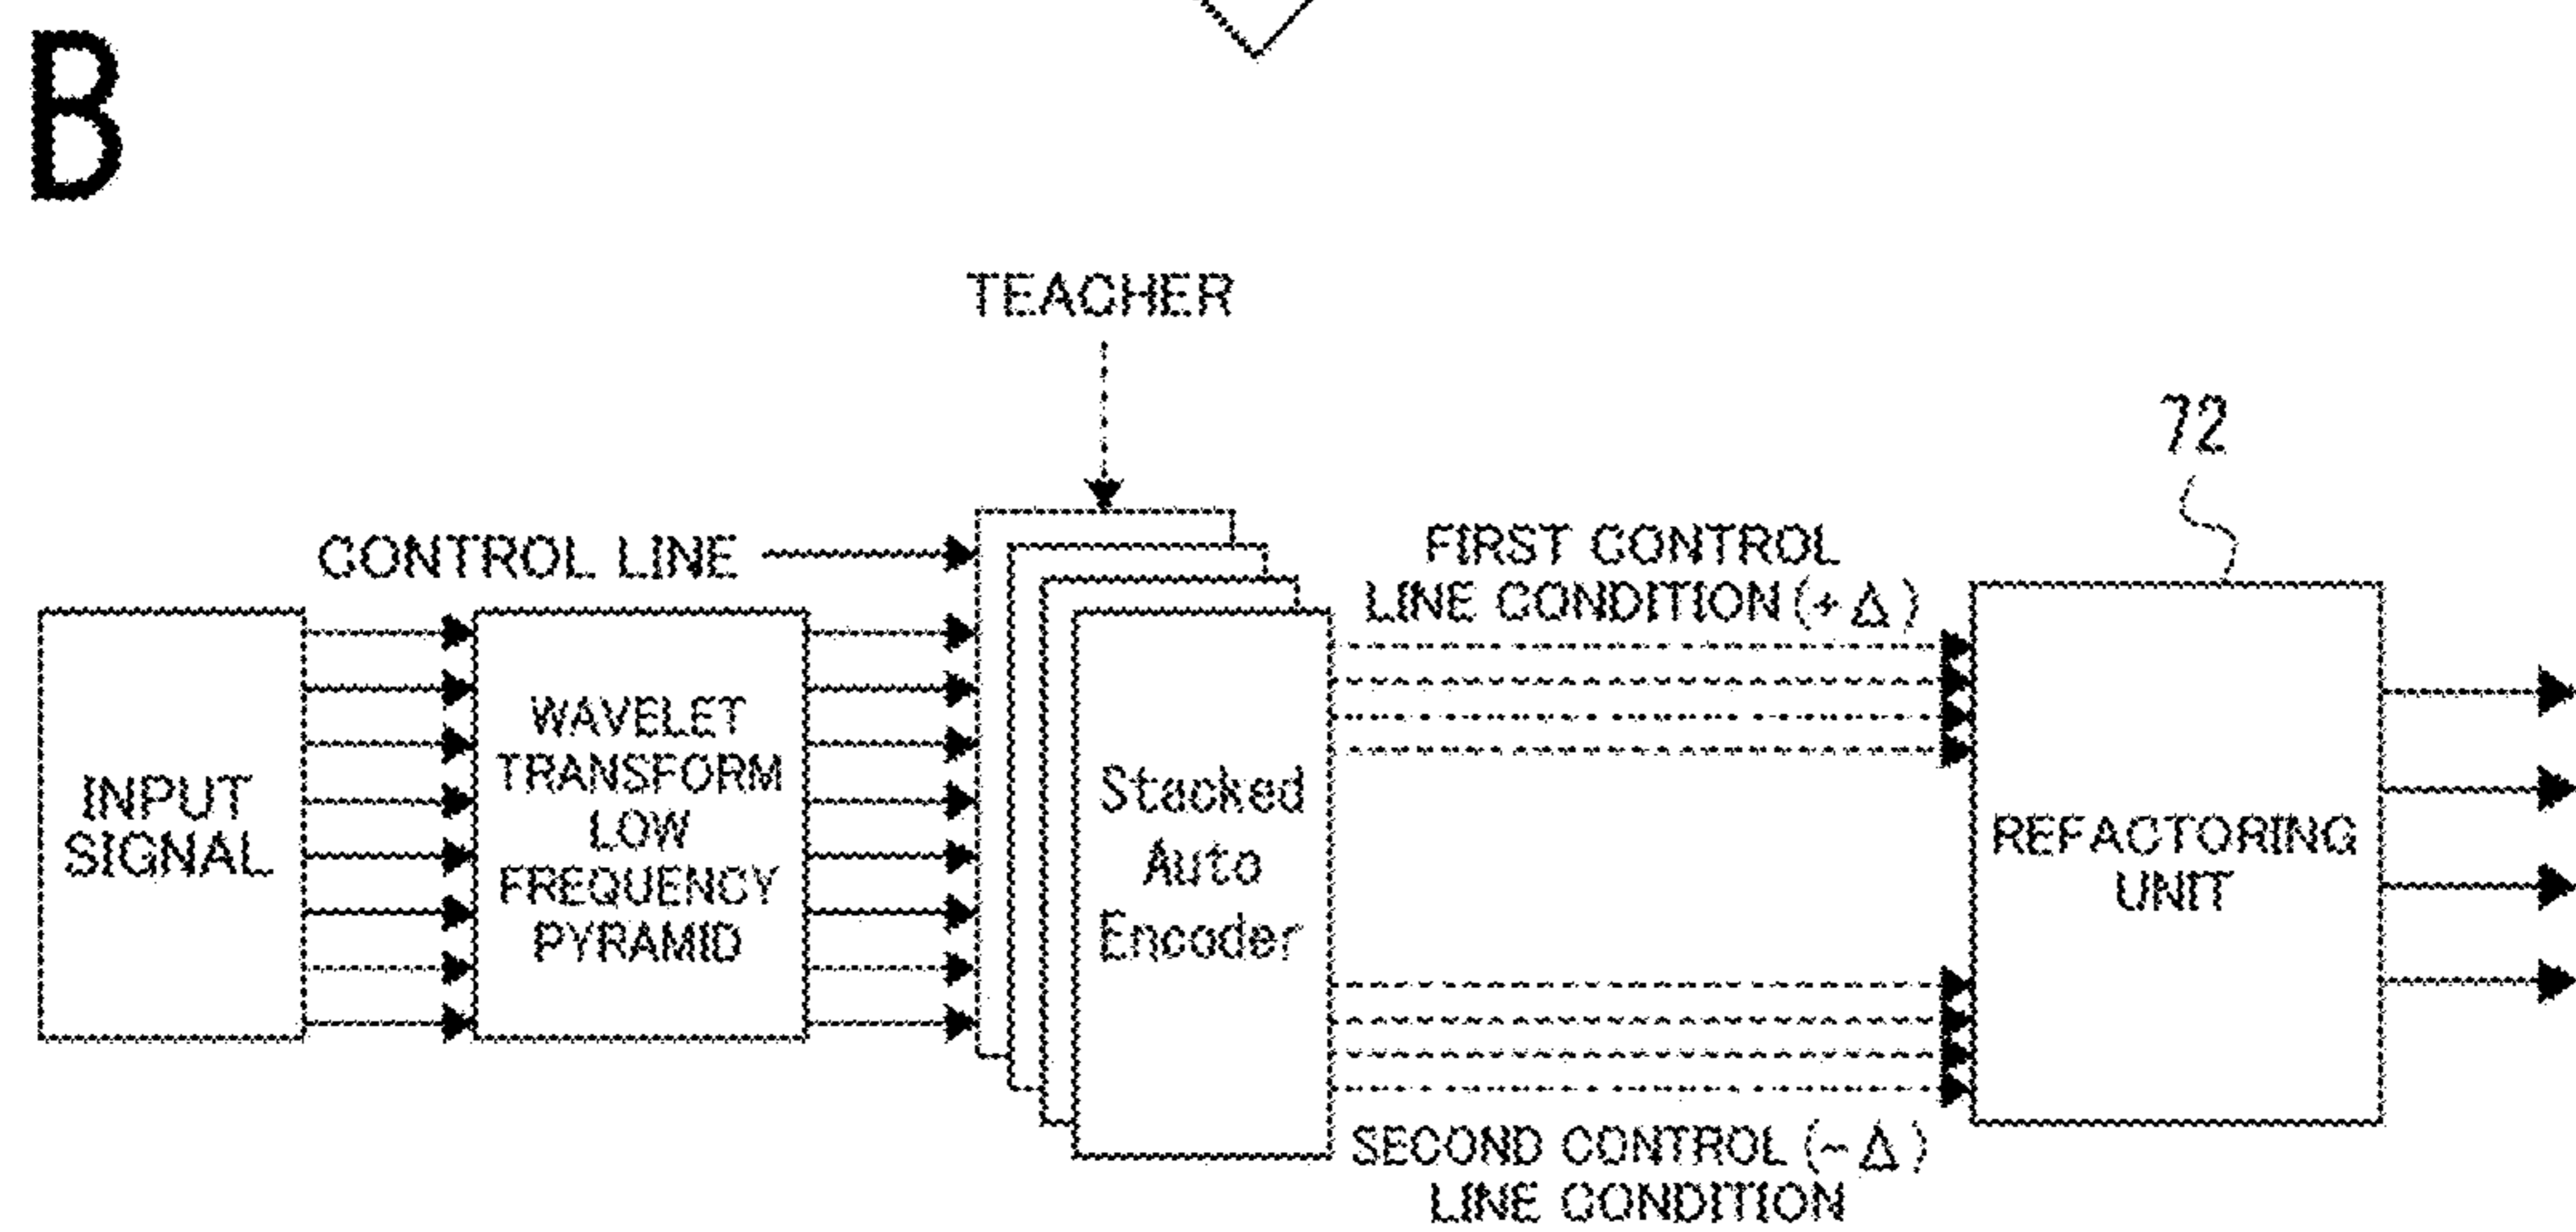 B
TEACHER
72
CONTROL LINE
FIRST CONTROL
LINE CONDITION (+Δ)
INPUT
SIGNAL
WAVELET
TRANSFORM
LOW
FREQUENCY
PYRAMID
Stacked
Auto
Encoder
REFACTORING
UNIT
SECOND CONTROL (-Δ)
LINE CONDITION